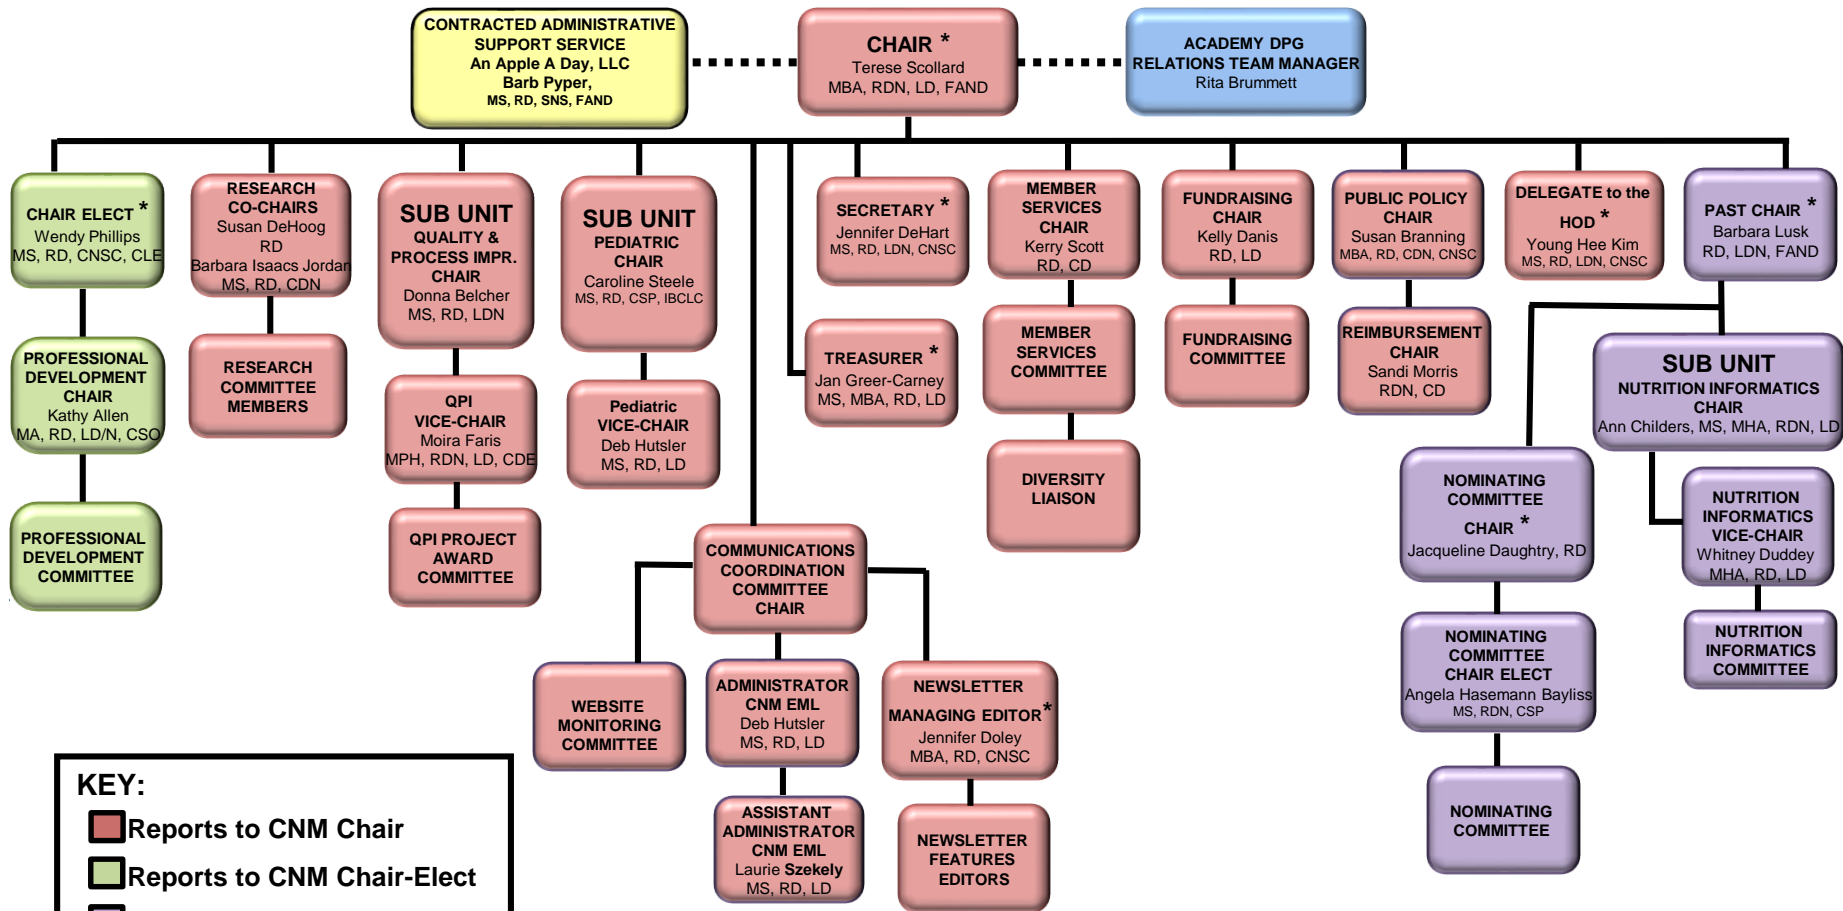 CONTRACTED ADMINISTRATIVE
SUPPORT SERVICE
An Apple A Day, LLC
Barb Pyper,
MS, RD, SNS, FAND
CHAIR *
Terese Scollard
MBA, RDN, LD, FAND
ACADEMY DPG
RELATIONS TEAM MANAGER
Rita Brummett
CHAIR ELECT *
Wendy Phillips
MS, RD, CNSC, CLE
RESEARCH
CO-CHAIRS
Susan DeHoog
RD
Barbara Isaacs Jordan
MS, RD, CDN
SUB UNIT
QUALITY &
PROCESS IMPR.
CHAIR
Donna Belcher
MS, RD, LDN
SUB UNIT
PEDIATRIC
CHAIR
Caroline Steele
MS, RD, CSP, IBCLC
SECRETARY *
Jennifer DeHart
MS, RD, LDN, CNSC
MEMBER
SERVICES
CHAIR
Kerry Scott
RD, CD
FUNDRAISING
CHAIR
Kelly Danis
RD, LD
PUBLIC POLICY
CHAIR
Susan Branning
MBA, RD, CDN, CNSC
DELEGATE to the
HOD *
Young Hee Kim
MS, RD, LDN, CNSC
PAST CHAIR *
Barbara Lusk
RD, LDN, FAND
PROFESSIONAL
DEVELOPMENT
CHAIR
Kathy Allen
MA, RD, LD/N, CSO
RESEARCH
COMMITTEE
MEMBERS
QPI
VICE-CHAIR
Moira Faris
MPH, RDN, LD, CDE
Pediatric
VICE-CHAIR
Deb Hutsler
MS, RD, LD
TREASURER *
Jan Greer-Carney
MS, MBA, RD, LD
MEMBER
SERVICES
COMMITTEE
FUNDRAISING
COMMITTEE
REIMBURSEMENT
CHAIR
Sandi Morris
RDN, CD
SUB UNIT
NUTRITION INFORMATICS
CHAIR
Ann Childers, MS, MHA, RDN, LD
PROFESSIONAL
DEVELOPMENT
COMMITTEE
QPI PROJECT
AWARD
COMMITTEE
DIVERSITY
LIAISON
NOMINATING
COMMITTEE
CHAIR *
Jacqueline Daughtry, RD
NUTRITION
INFORMATICS
VICE-CHAIR
Whitney Duddey
MHA, RD, LD
COMMUNICATIONS
COORDINATION
COMMITTEE
CHAIR
NOMINATING
COMMITTEE
CHAIR ELECT
Angela Hasemann Bayliss
MS, RDN, CSP
NUTRITION
INFORMATICS
COMMITTEE
WEBSITE
MONITORING
COMMITTEE
ADMINISTRATOR
CNM EML
Deb Hutsler
MS, RD, LD
NEWSLETTER
MANAGING EDITOR *
Jennifer Doley
MBA, RD, CNSC
NOMINATING
COMMITTEE
ASSISTANT
ADMINISTRATOR
CNM EML
Laurie Szekely
MS, RD, LD
NEWSLETTER
FEATURES
EDITORS
KEY:
Reports to CNM Chair
Reports to CNM Chair-Elect